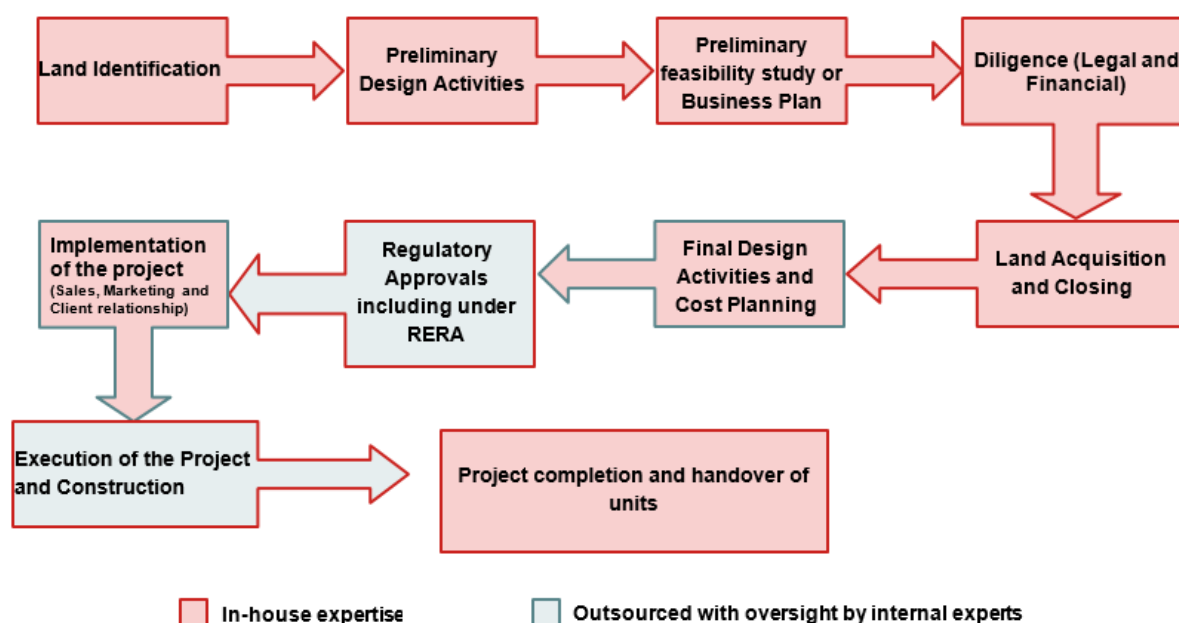 Land Identification
Preliminary
Design Activities
Preliminary
feasibility study or
Business Plan
Diligence (Legal and
Financial)
Land Acquisition
and Closing
Final Design
Activities and
Cost Planning
Regulatory
Approvals
including under
RERA
Implementation
of the project
(Sales, Marketing and
Client relationship)
Execution of the Project
and Construction
Project completion and handover of
units
In-house expertise
Outsourced with oversight by internal experts